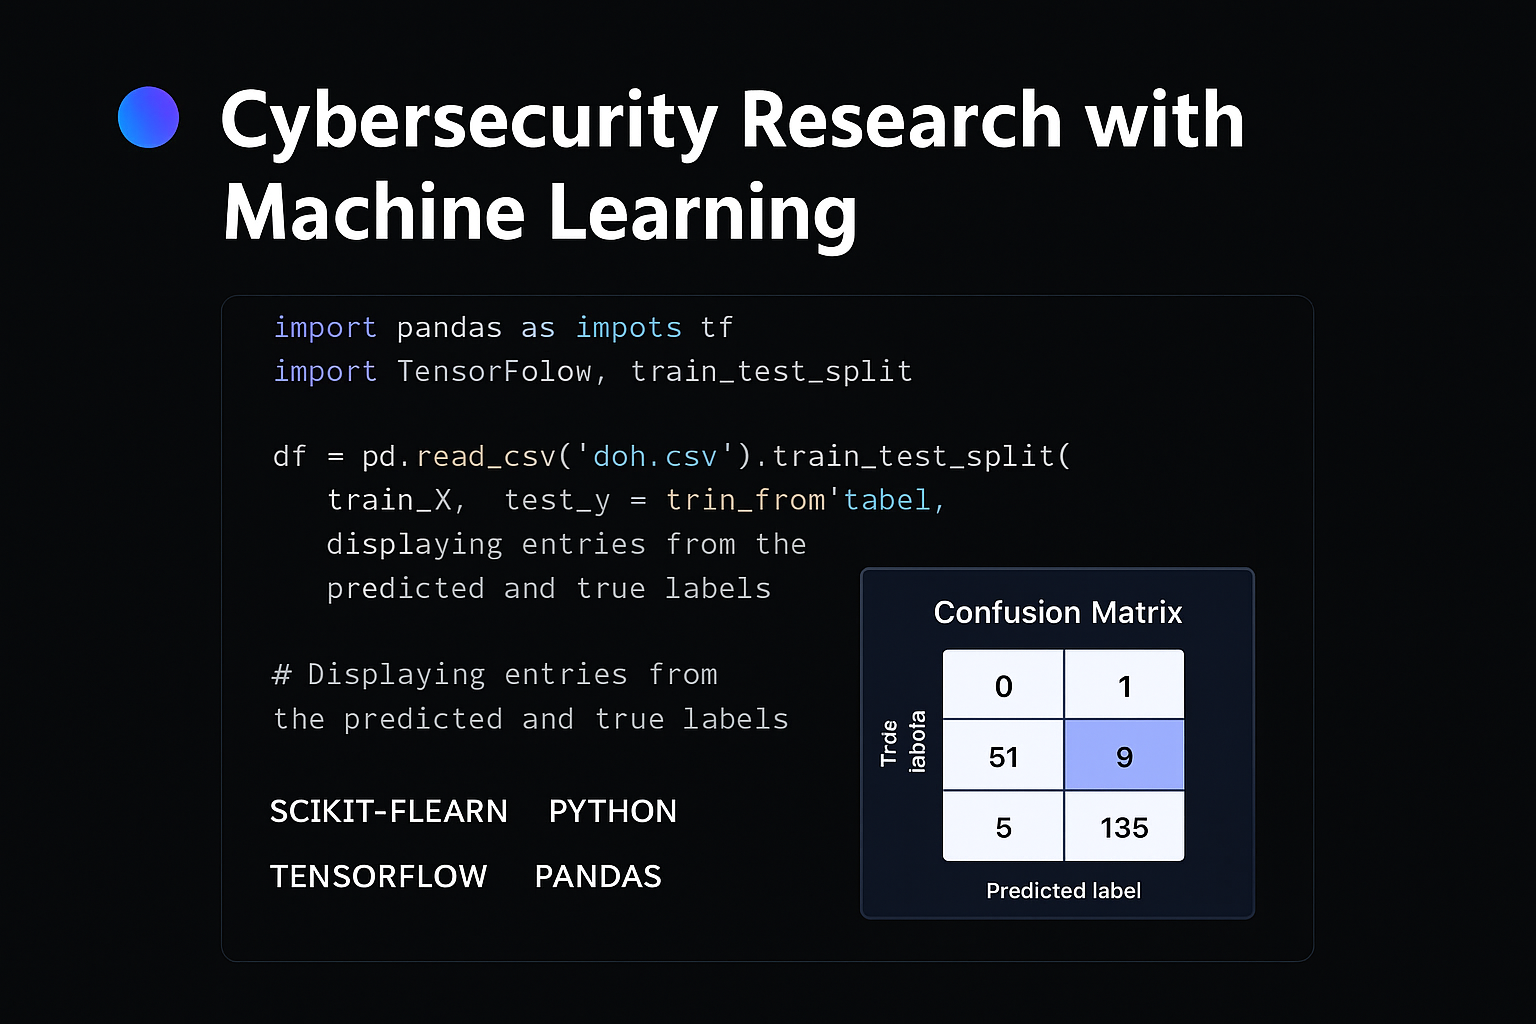 Cybersecurity Research with
Machine Learning
import pandas as impots tf
import TensorFolow, train_test_split
df = pd.read_csv('doh.csv').train_test_split(
train_X, test_y = trin_from'tabel,
displaying entries from the
predicted and true labels
# Displaying entries from
the predicted and true labels
SCIKIT-FLEARN PYTHON
TENSORFLOW PANDAS
Confusion Matrix
0 1
51 9
5 135
Trde
iabofa
Predicted label